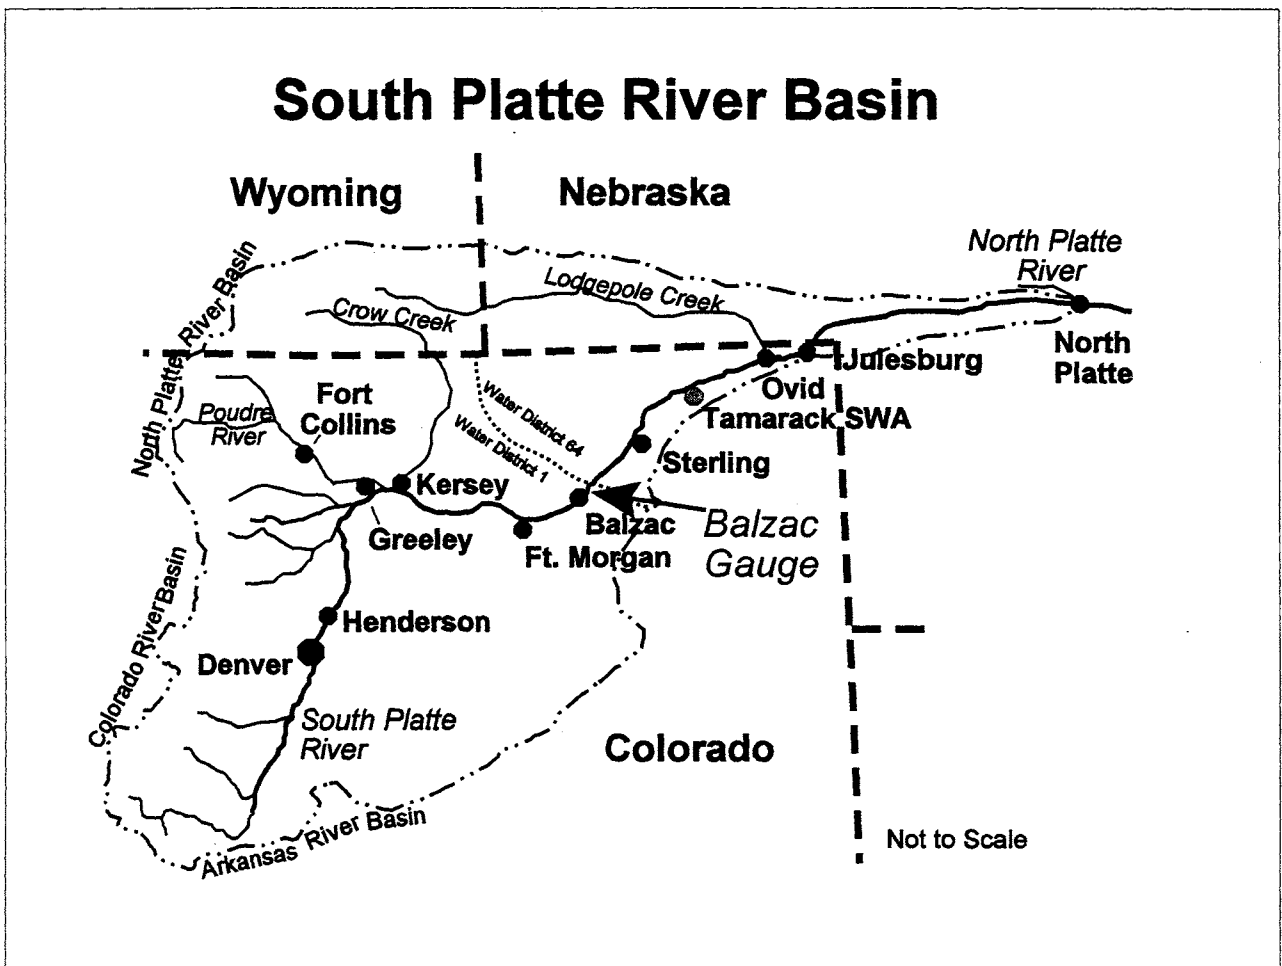 South Platte River Basin
Wyoming
Nebraska
North Platte
River
North Platte River Basin
Lodgepole Creek
Crow Creek
Julesburg
North
Platte
Ovid
Tamarack SWA
Fort
Collins
Poudre
River
Water District 64
Water District 1
Sterling
Kersey
Balzac
Balzac
Gauge
Greeley
Ft. Morgan
Colorado River Basin
Henderson
Denver
South Platte
River
Colorado
Arkansas River Basin
Not to Scale